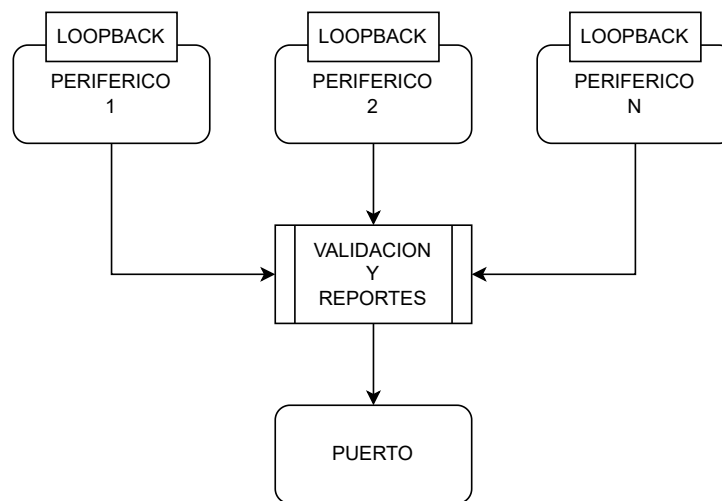 LOOPBACK
PERIFERICO
1
LOOPBACK
PERIFERICO
2
LOOPBACK
PERIFERICO
N
VALIDACION
Y
REPORTES
PUERTO